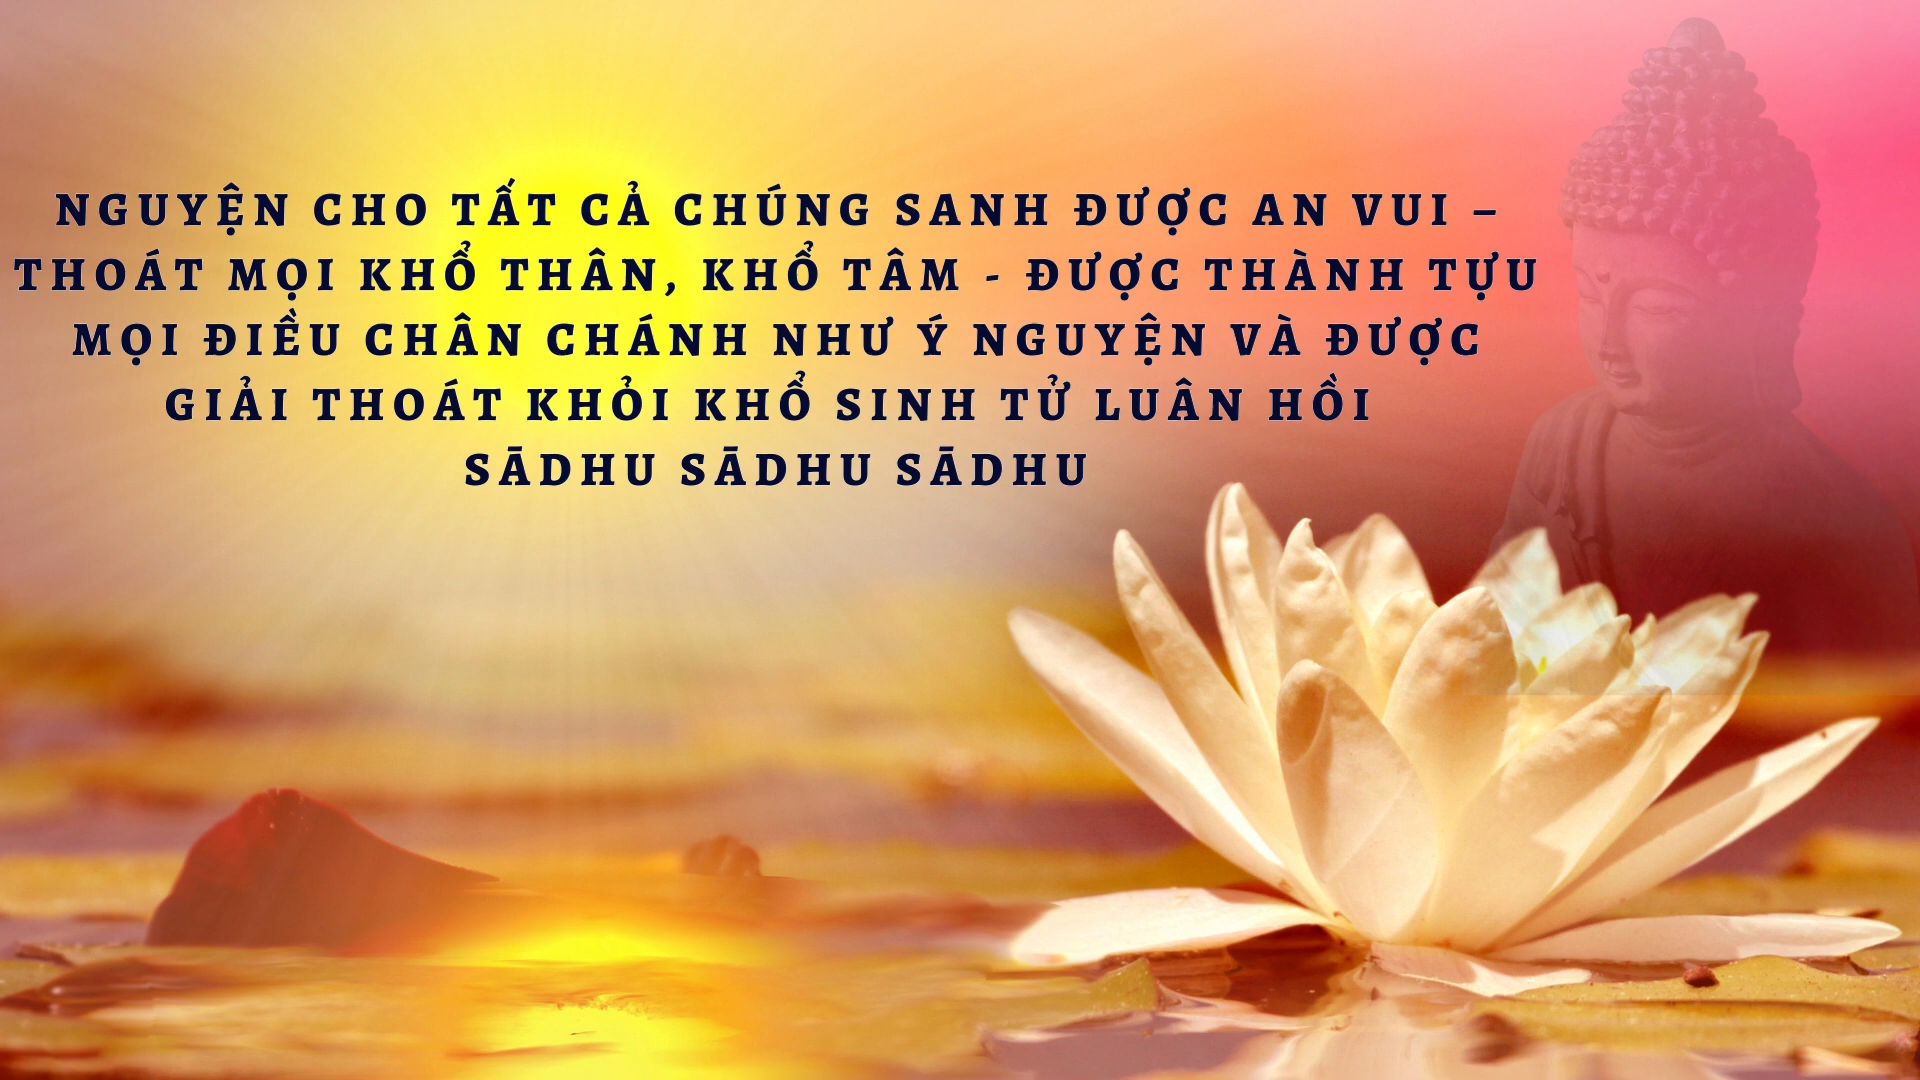 NGUYỆN CHO TẤT CẢ CHÚNG SANH ĐƯỢC AN VUI –
THOÁT MỌI KHỔ THÂN, KHỔ TÂM - ĐƯỢC THÀNH TỰU
MỌI ĐIỀU CHÂN CHÁNH NHƯ Ý NGUYỆN VÀ ĐƯỢC
GIẢI THOÁT KHỎI KHỔ SINH TỬ LUÂN HỒI
SĀDHU SĀDHU SĀDHU